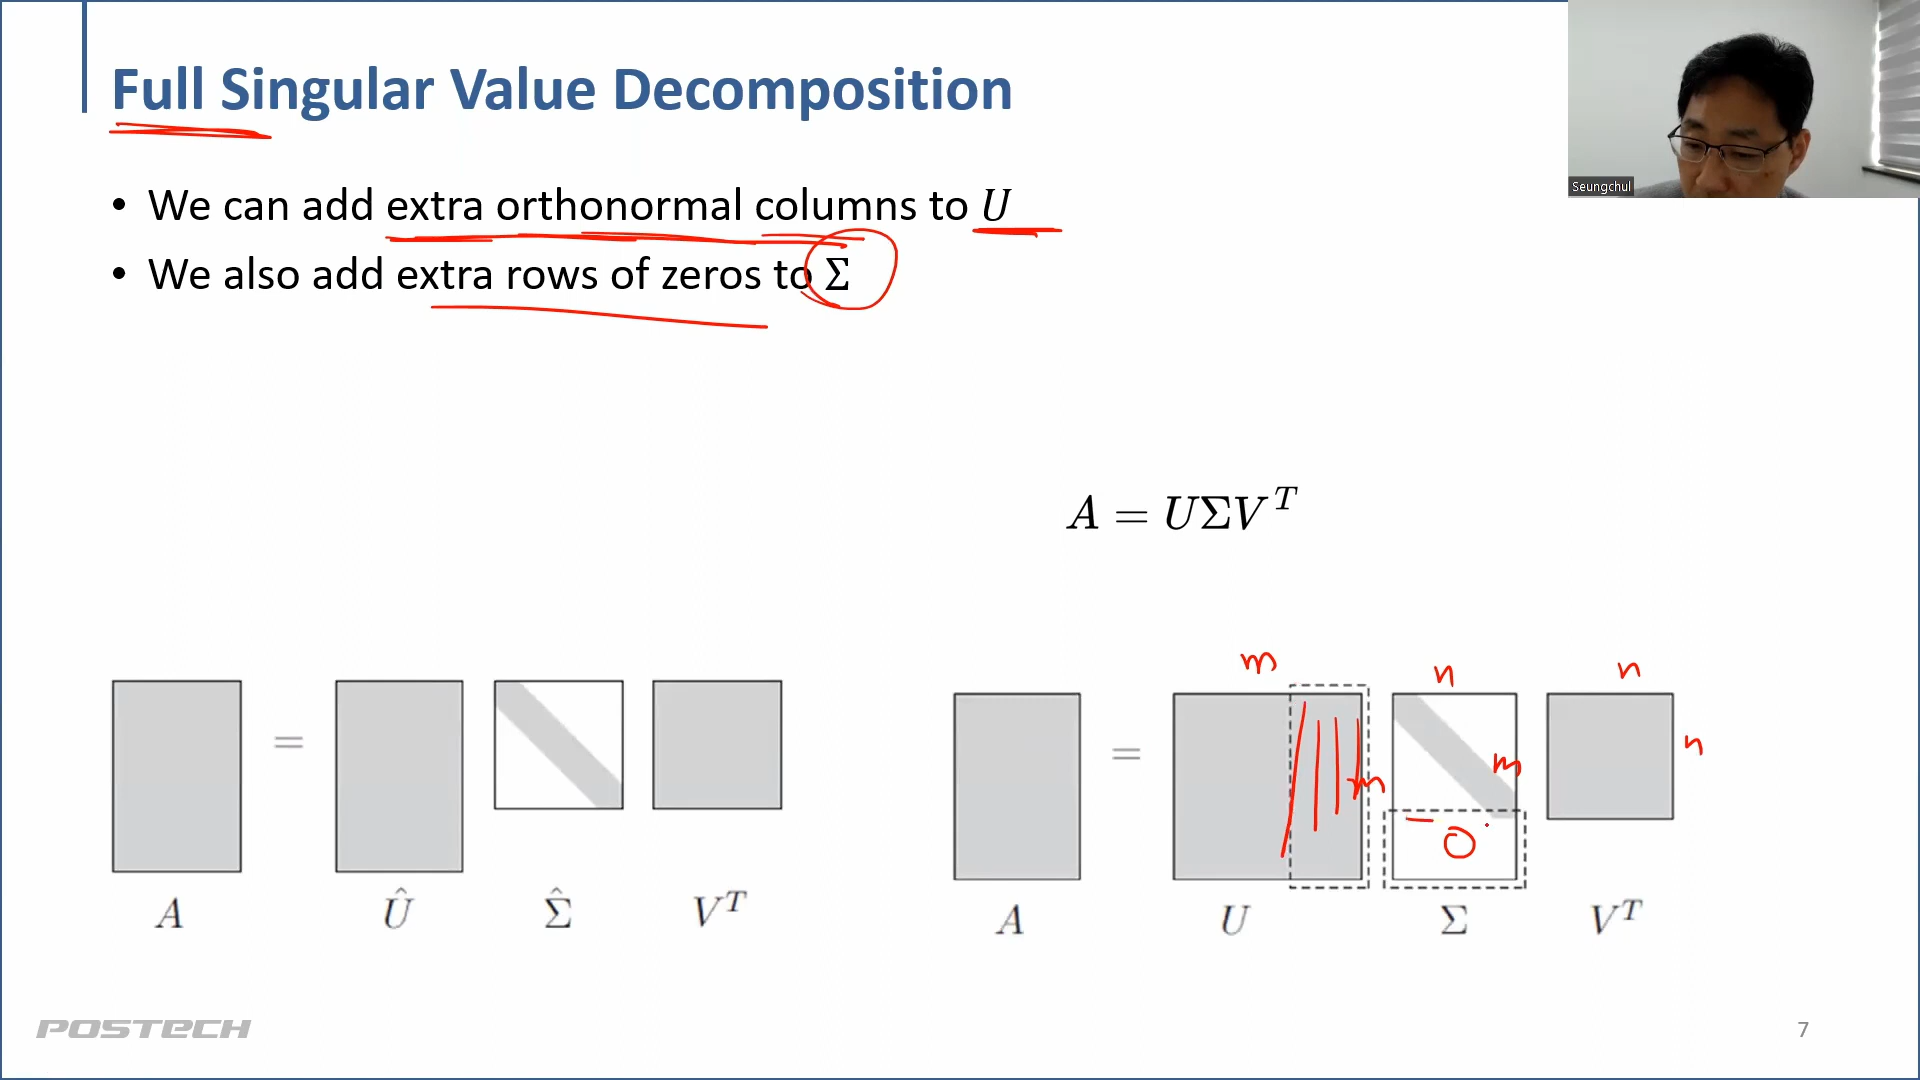 Full Singular Value Decomposition
Seungchul
• We can add extra orthonormal columns to U
• We also add extra rows of zeros to Σ
A = UΣV^T
m
n
n
=
=
m
m
n
0
A
Û
Σ̂
V^T
A
U
Σ
V^T
POSTECH
7